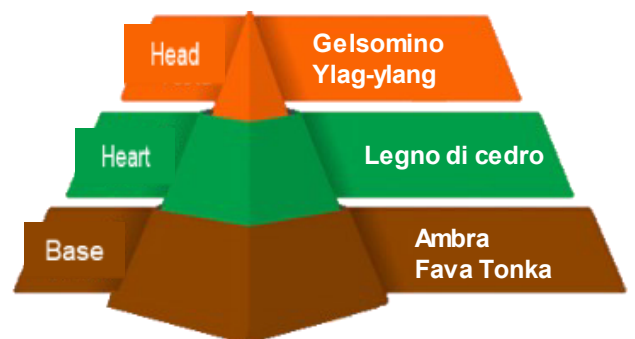 Head
Gelsomino
Ylag-ylang
Heart
Legno di cedro
Base
Ambra
Fava Tonka